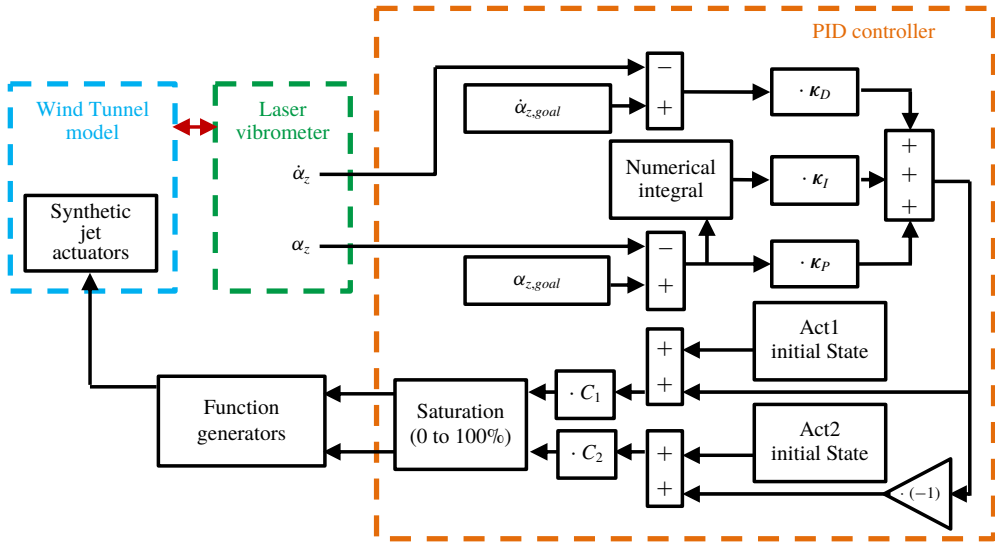 PID controller
Wind Tunnel
model
Laser
vibrometer
−
+
α̇z,goal
· κD
α̇z
Numerical
integral
· κI
+
+
+
Synthetic
jet
actuators
αz
−
+
αz,goal
· κP
Act1
initial State
+
+
· C1
Function
generators
Saturation
(0 to 100%)
Act2
initial State
· C2
+
+
· (−1)